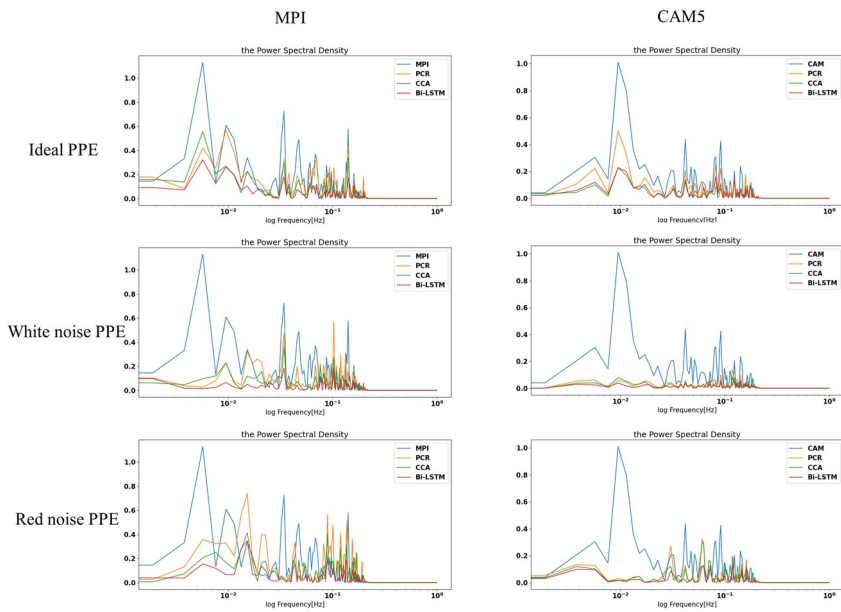 MPI
CAM5
Ideal PPE
the Power Spectral Density
1.0
0.8
0.6
0.4
0.2
0.0
10⁻²
10⁻¹
10⁰
log Frequency[Hz]
MPI
PCR
CCA
Bi-LSTM
the Power Spectral Density
1.0
0.8
0.6
0.4
0.2
0.0
10⁻²
10⁻¹
10⁰
log Frequency[Hz]
CAM
PCR
CCA
Bi-LSTM
White noise PPE
the Power Spectral Density
1.0
0.8
0.6
0.4
0.2
0.0
10⁻²
10⁻¹
10⁰
log Frequency[Hz]
MPI
PCR
CCA
Bi-LSTM
the Power Spectral Density
1.0
0.8
0.6
0.4
0.2
0.0
10⁻²
10⁻¹
10⁰
log Frequency[Hz]
CAM
PCR
CCA
Bi-LSTM
Red noise PPE
the Power Spectral Density
1.0
0.8
0.6
0.4
0.2
0.0
10⁻²
10⁻¹
10⁰
log Frequency[Hz]
MPI
PCR
CCA
Bi-LSTM
the Power Spectral Density
1.0
0.8
0.6
0.4
0.2
0.0
10⁻²
10⁻¹
10⁰
log Frequency[Hz]
CAM
PCR
CCA
Bi-LSTM